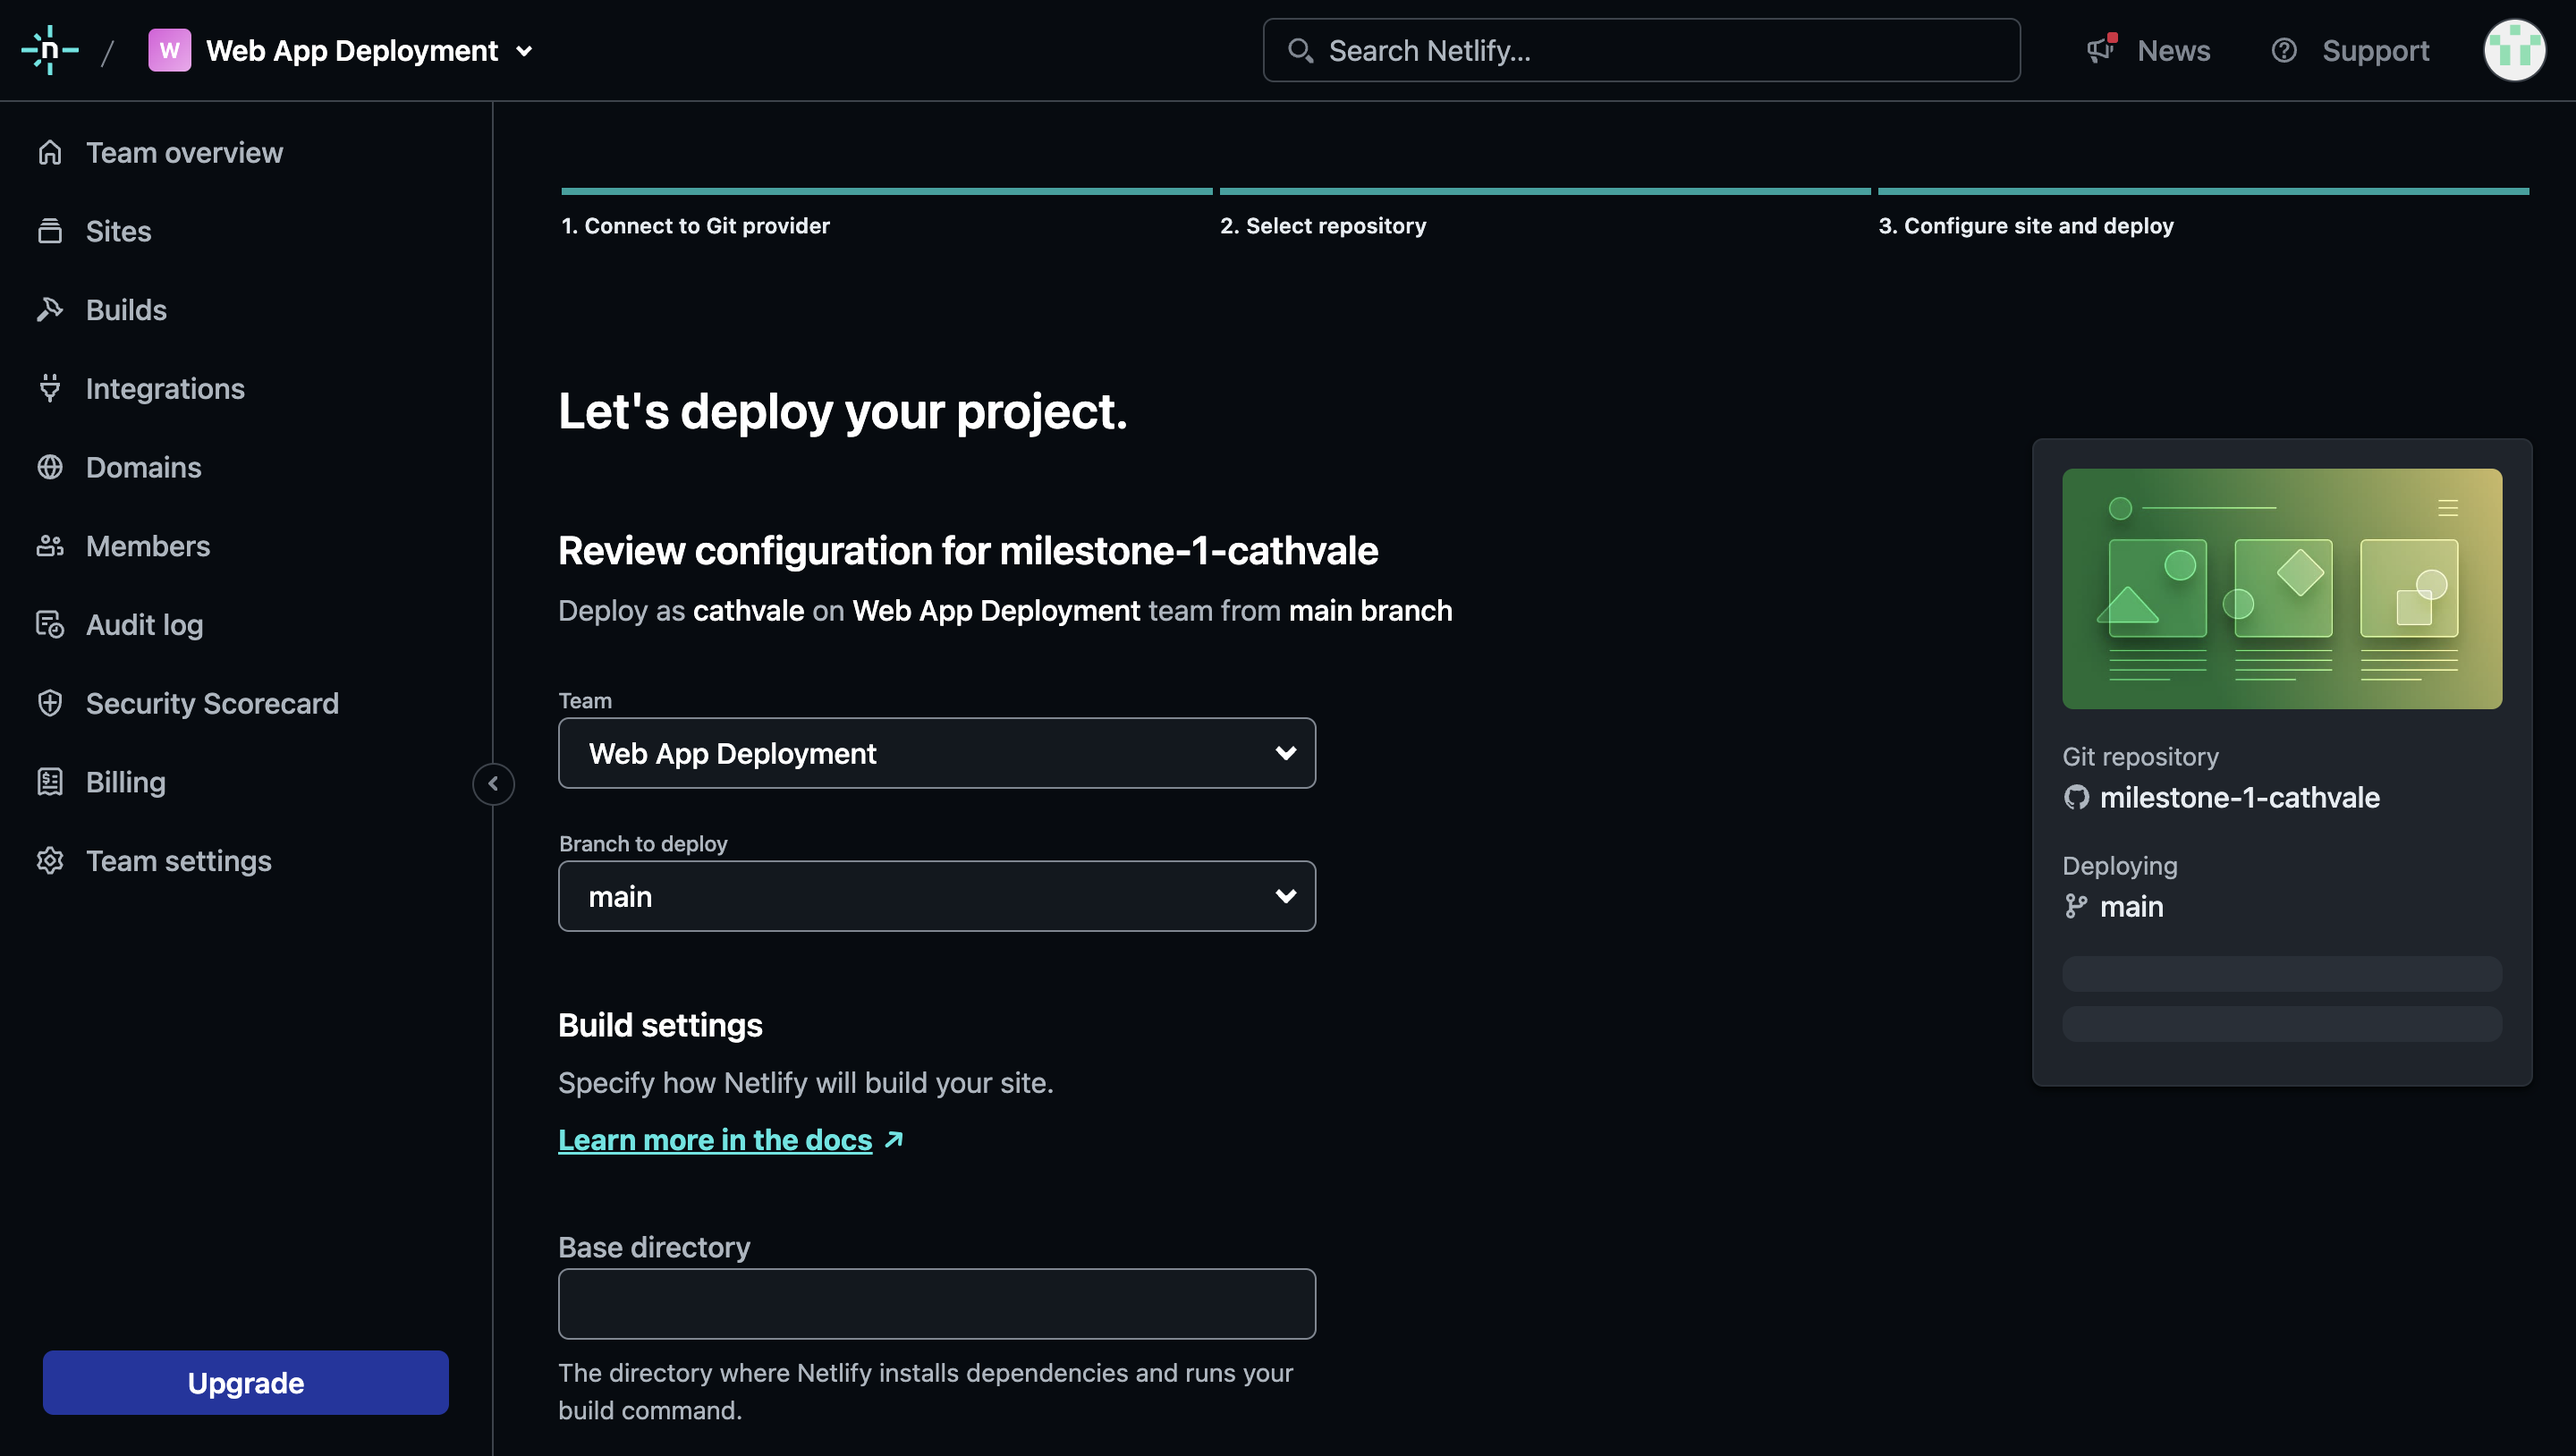 n / W Web App Deployment
Search Netlify...
News
Support
Team overview
Sites
Builds
Integrations
Domains
Members
Audit log
Security Scorecard
Billing
Team settings
Upgrade
1. Connect to Git provider
2. Select repository
3. Configure site and deploy
Let's deploy your project.
Review configuration for milestone-1-cathvale
Deploy as cathvale on Web App Deployment team from main branch
Team
Web App Deployment
Branch to deploy
main
Build settings
Specify how Netlify will build your site.
Learn more in the docs
Base directory
The directory where Netlify installs dependencies and runs your
build command.
Git repository
milestone-1-cathvale
Deploying
main